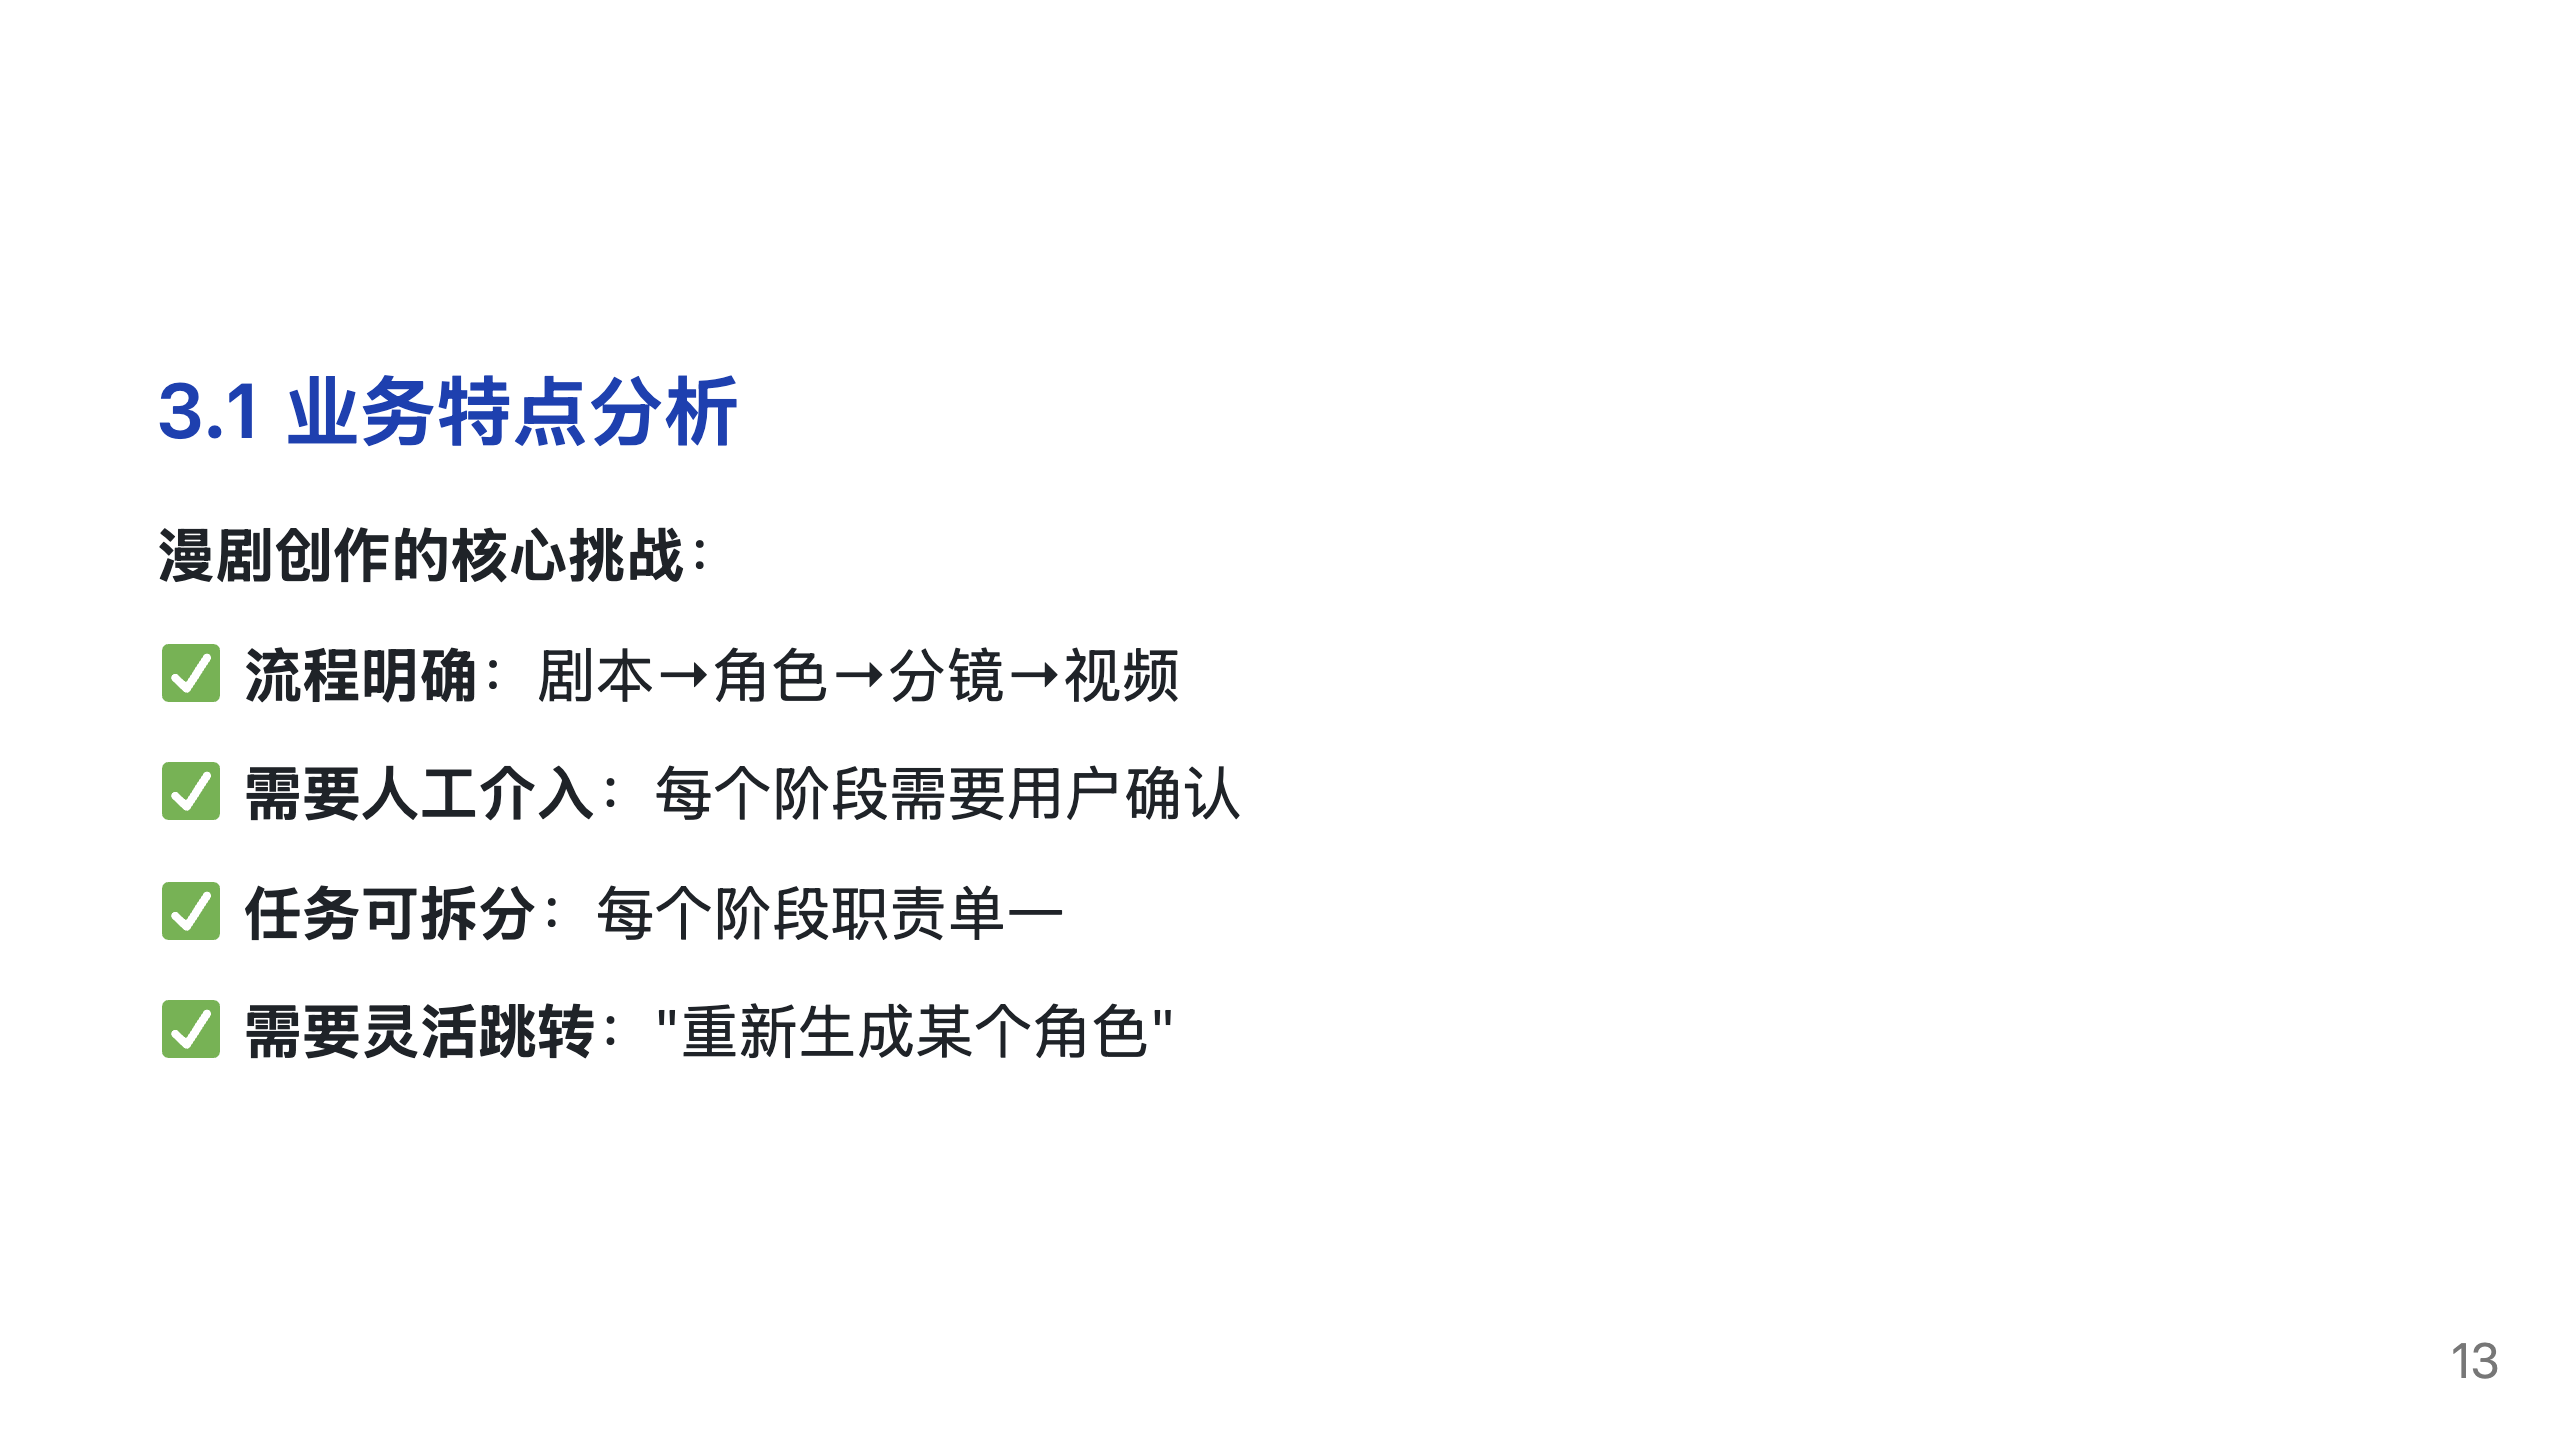 3.1 业务特点分析
漫剧创作的核心挑战：
✅ 流程明确：剧本→角色→分镜→视频
✅ 需要人工介入：每个阶段需要用户确认
✅ 任务可拆分：每个阶段职责单一
✅ 需要灵活跳转："重新生成某个角色"
13